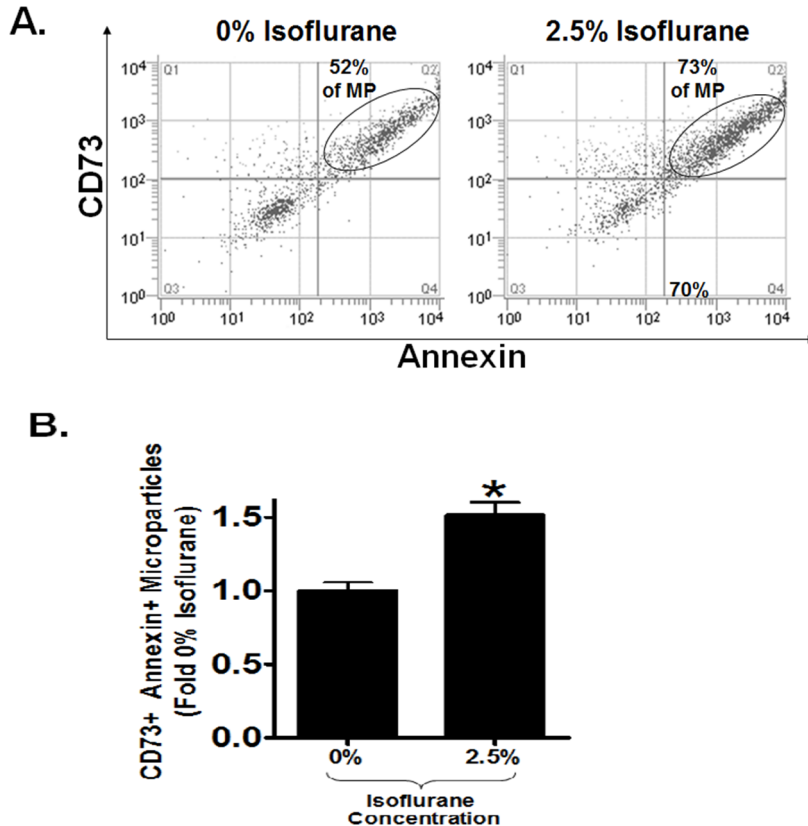 A.
0% Isoflurane
2.5% Isoflurane
CD73
10⁴
10³
10²
10¹
10⁰
Q1
52%
of MP
Q2
Q3
Q4
10⁰ 10¹ 10² 10³ 10⁴
10⁴
10³
10²
10¹
10⁰
Q1
73%
of MP
Q2
Q3
70%
Q4
10⁰ 10¹ 10² 10³ 10⁴
Annexin
B.
CD73+ Annexin+ Microparticles
(Fold 0% Isoflurane)
1.5
1.0
0.5
0.0
*
0%
2.5%
Isoflurane
Concentration